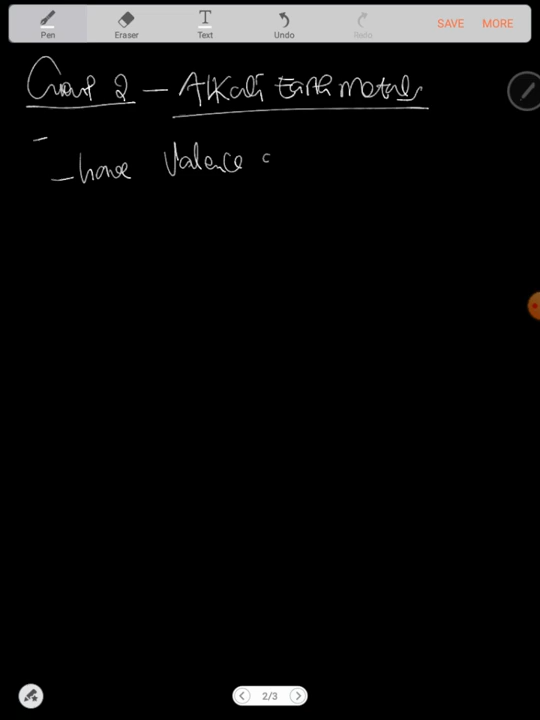 Pen Eraser Text Undo Redo SAVE MORE
Group 2 — Alkali Earth Metals
-
– have Valence
2/3